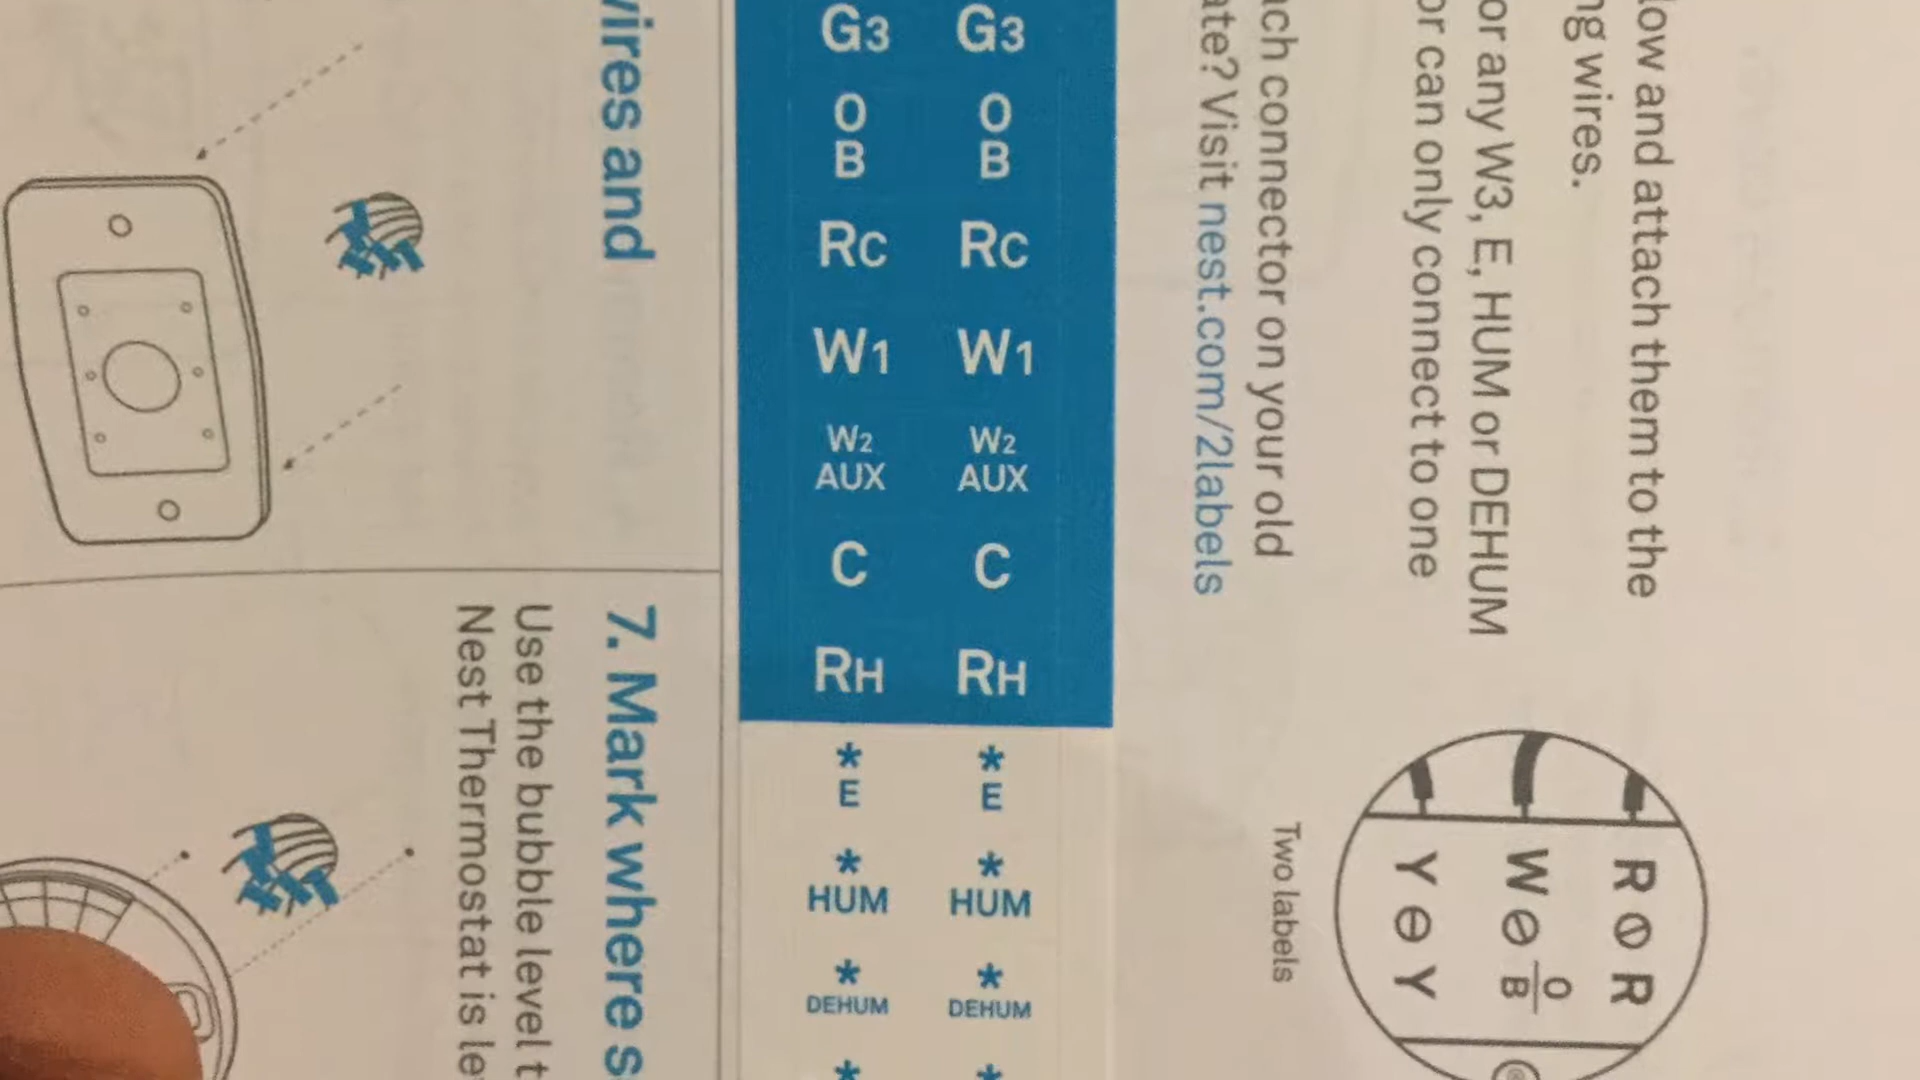 low and attach them to the
ng wires.
or any W3, E, HUM or DEHUM
or can only connect to one
ach connector on your old
ate? Visit nest.com/2labels
R R
W O
B
Y Y
Two labels
G3 G3
O O
B B
RC RC
W1 W1
W2 W2
AUX AUX
C C
RH RH
* *
E E
* *
HUM HUM
* *
DEHUM DEHUM
* *
wires and
7. Mark where s
Use the bubble level t
Nest Thermostat is le